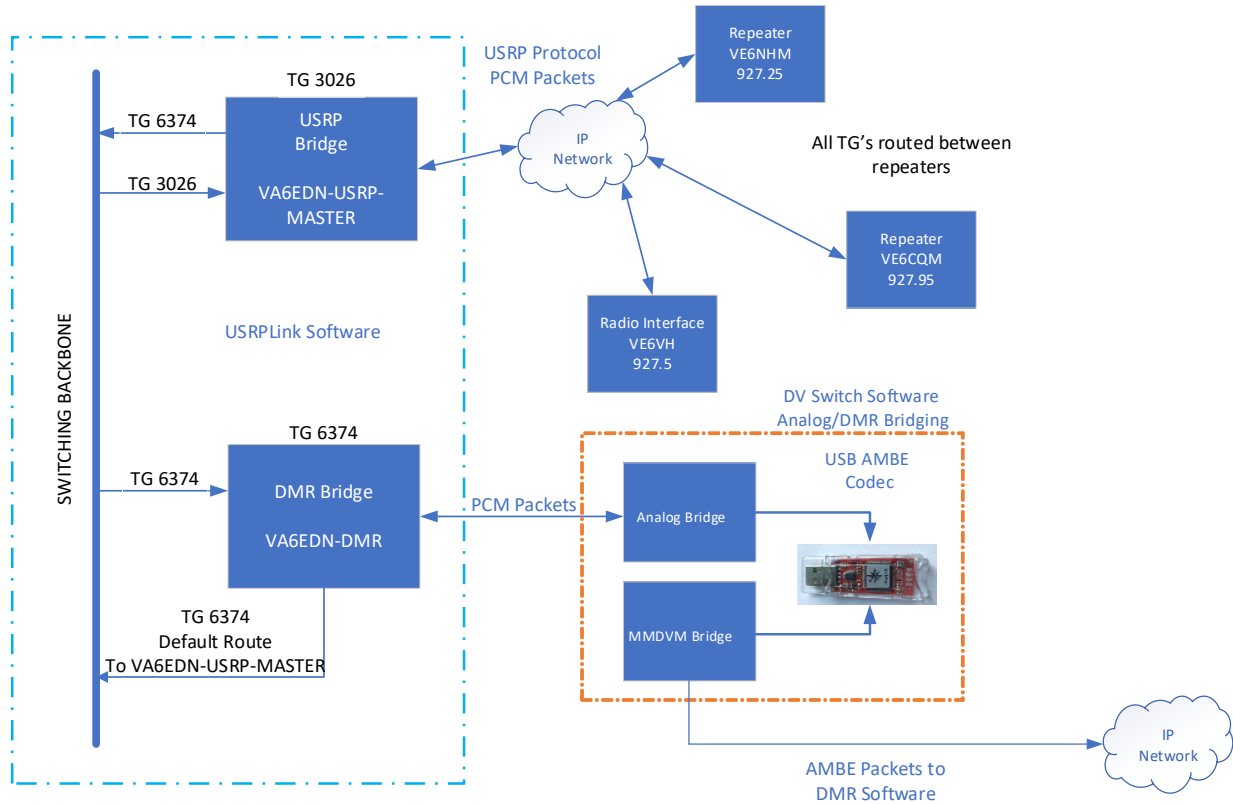 TG 3026
USRP
Bridge
VA6EDN-USRP-
MASTER
TG 6374
TG 3026
SWITCHING BACKBONE
USRPLink Software
TG 6374
DMR Bridge
VA6EDN-DMR
TG 6374
TG 6374
Default Route
To VA6EDN-USRP-MASTER
USRP Protocol
PCM Packets
IP
Network
Repeater
VE6NHM
927.25
All TG's routed between
repeaters
Repeater
VE6CQM
927.95
Radio Interface
VE6VH
927.5
DV Switch Software
Analog/DMR Bridging
USB AMBE
Codec
PCM Packets
Analog Bridge
MMDVM Bridge
AMBE Packets to
DMR Software
IP
Network